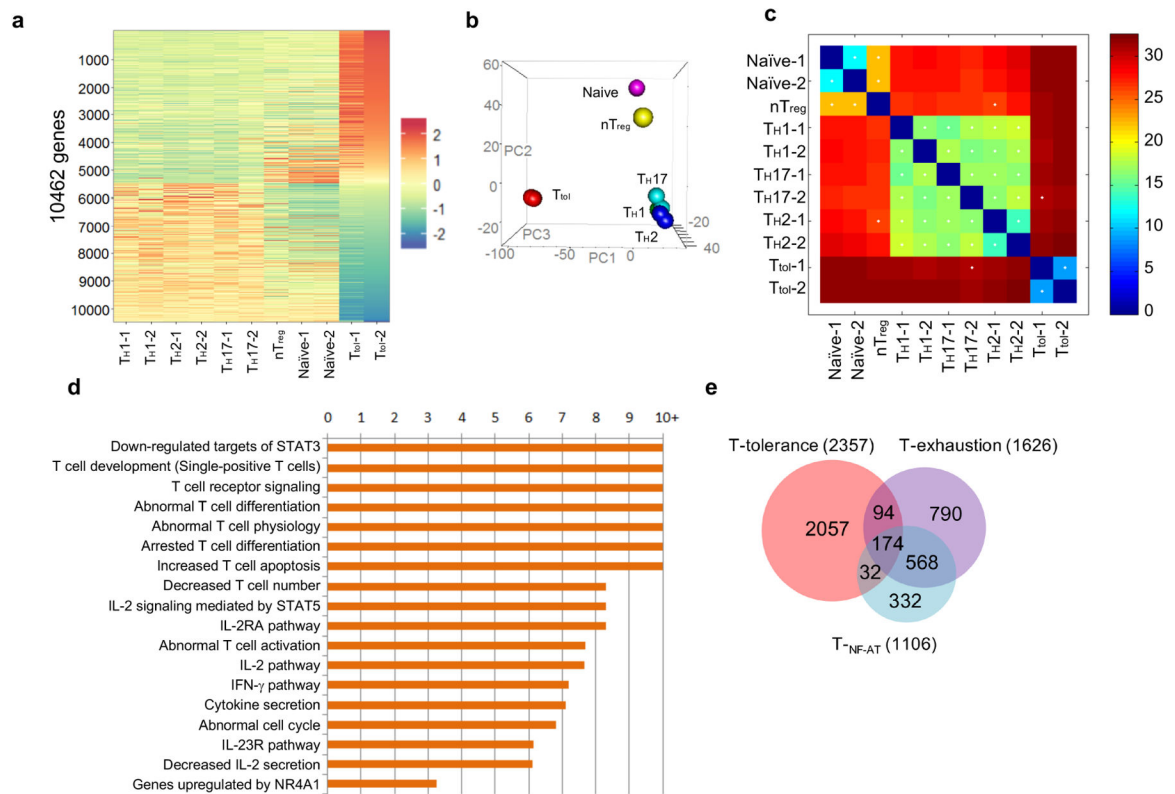 a
10462 genes
1000
2000
3000
4000
5000
6000
7000
8000
9000
10000
TH1-1
TH1-2
TH2-1
TH2-2
TH17-1
TH17-2
nTreg
Naïve-1
Naïve-2
Ttol-1
Ttol-2
2
1
0
-1
-2
b
60
40
20
0
-20
PC2
PC3
-100
-50
PC1
0
40
-20
Naive
nTreg
TH17
TH1
TH2
Ttol
c
Naïve-1
Naïve-2
nTreg
TH1-1
TH1-2
TH17-1
TH17-2
TH2-1
TH2-2
Ttol-1
Ttol-2
Naïve-1
Naïve-2
nTreg
TH1-1
TH1-2
TH17-1
TH17-2
TH2-1
TH2-2
Ttol-1
Ttol-2
30
25
20
15
10
5
0
d
0 1 2 3 4 5 6 7 8 9 10+
Down-regulated targets of STAT3
T cell development (Single-positive T cells)
T cell receptor signaling
Abnormal T cell differentiation
Abnormal T cell physiology
Arrested T cell differentiation
Increased T cell apoptosis
Decreased T cell number
IL-2 signaling mediated by STAT5
IL-2RA pathway
Abnormal T cell activation
IL-2 pathway
IFN-γ pathway
Cytokine secretion
Abnormal cell cycle
IL-23R pathway
Decreased IL-2 secretion
Genes upregulated by NR4A1
e
T-tolerance (2357) T-exhaustion (1626)
2057
94
790
174
568
32
332
T-NF-AT (1106)